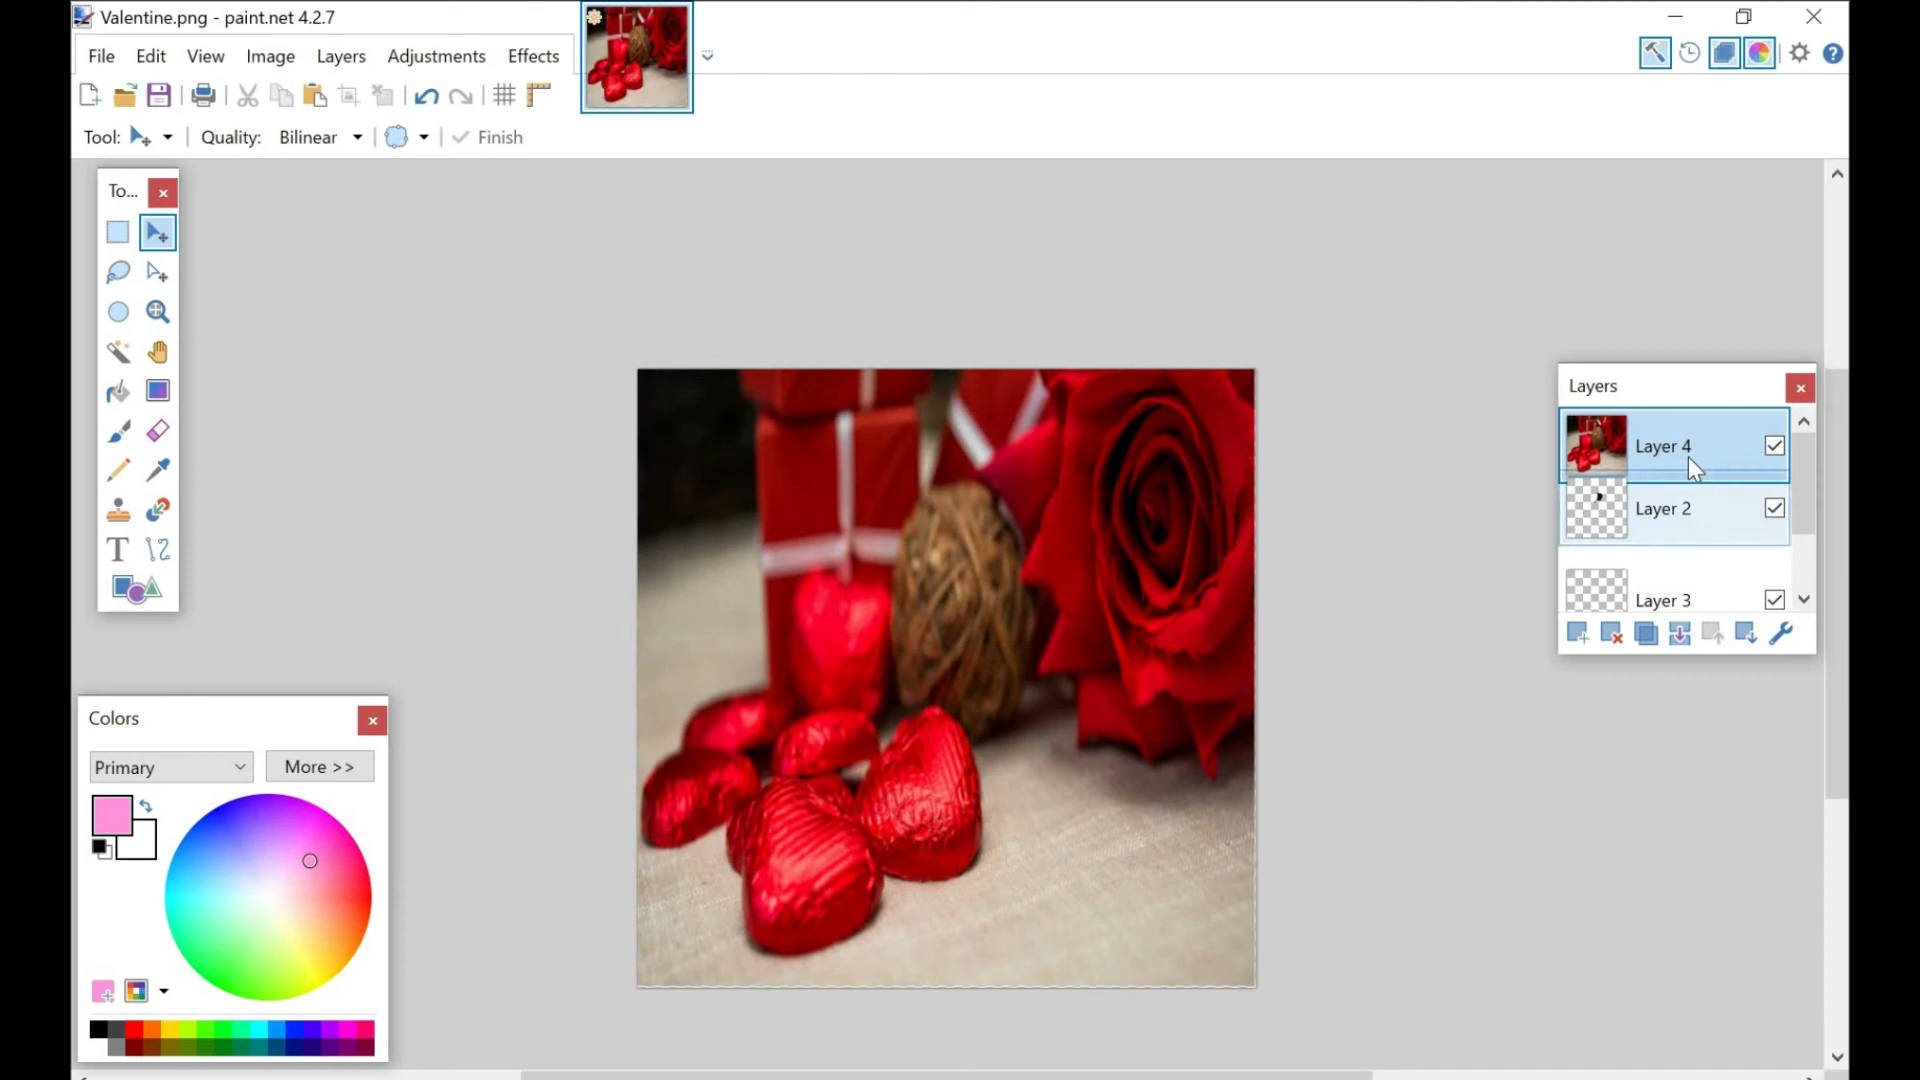 Valentine.png - paint.net 4.2.7
File Edit View Image Layers Adjustments Effects
Tool: Quality: Bilinear Finish
To...
T
Layers
Layer 4
Layer 2
Layer 3
Colors
Primary More >>